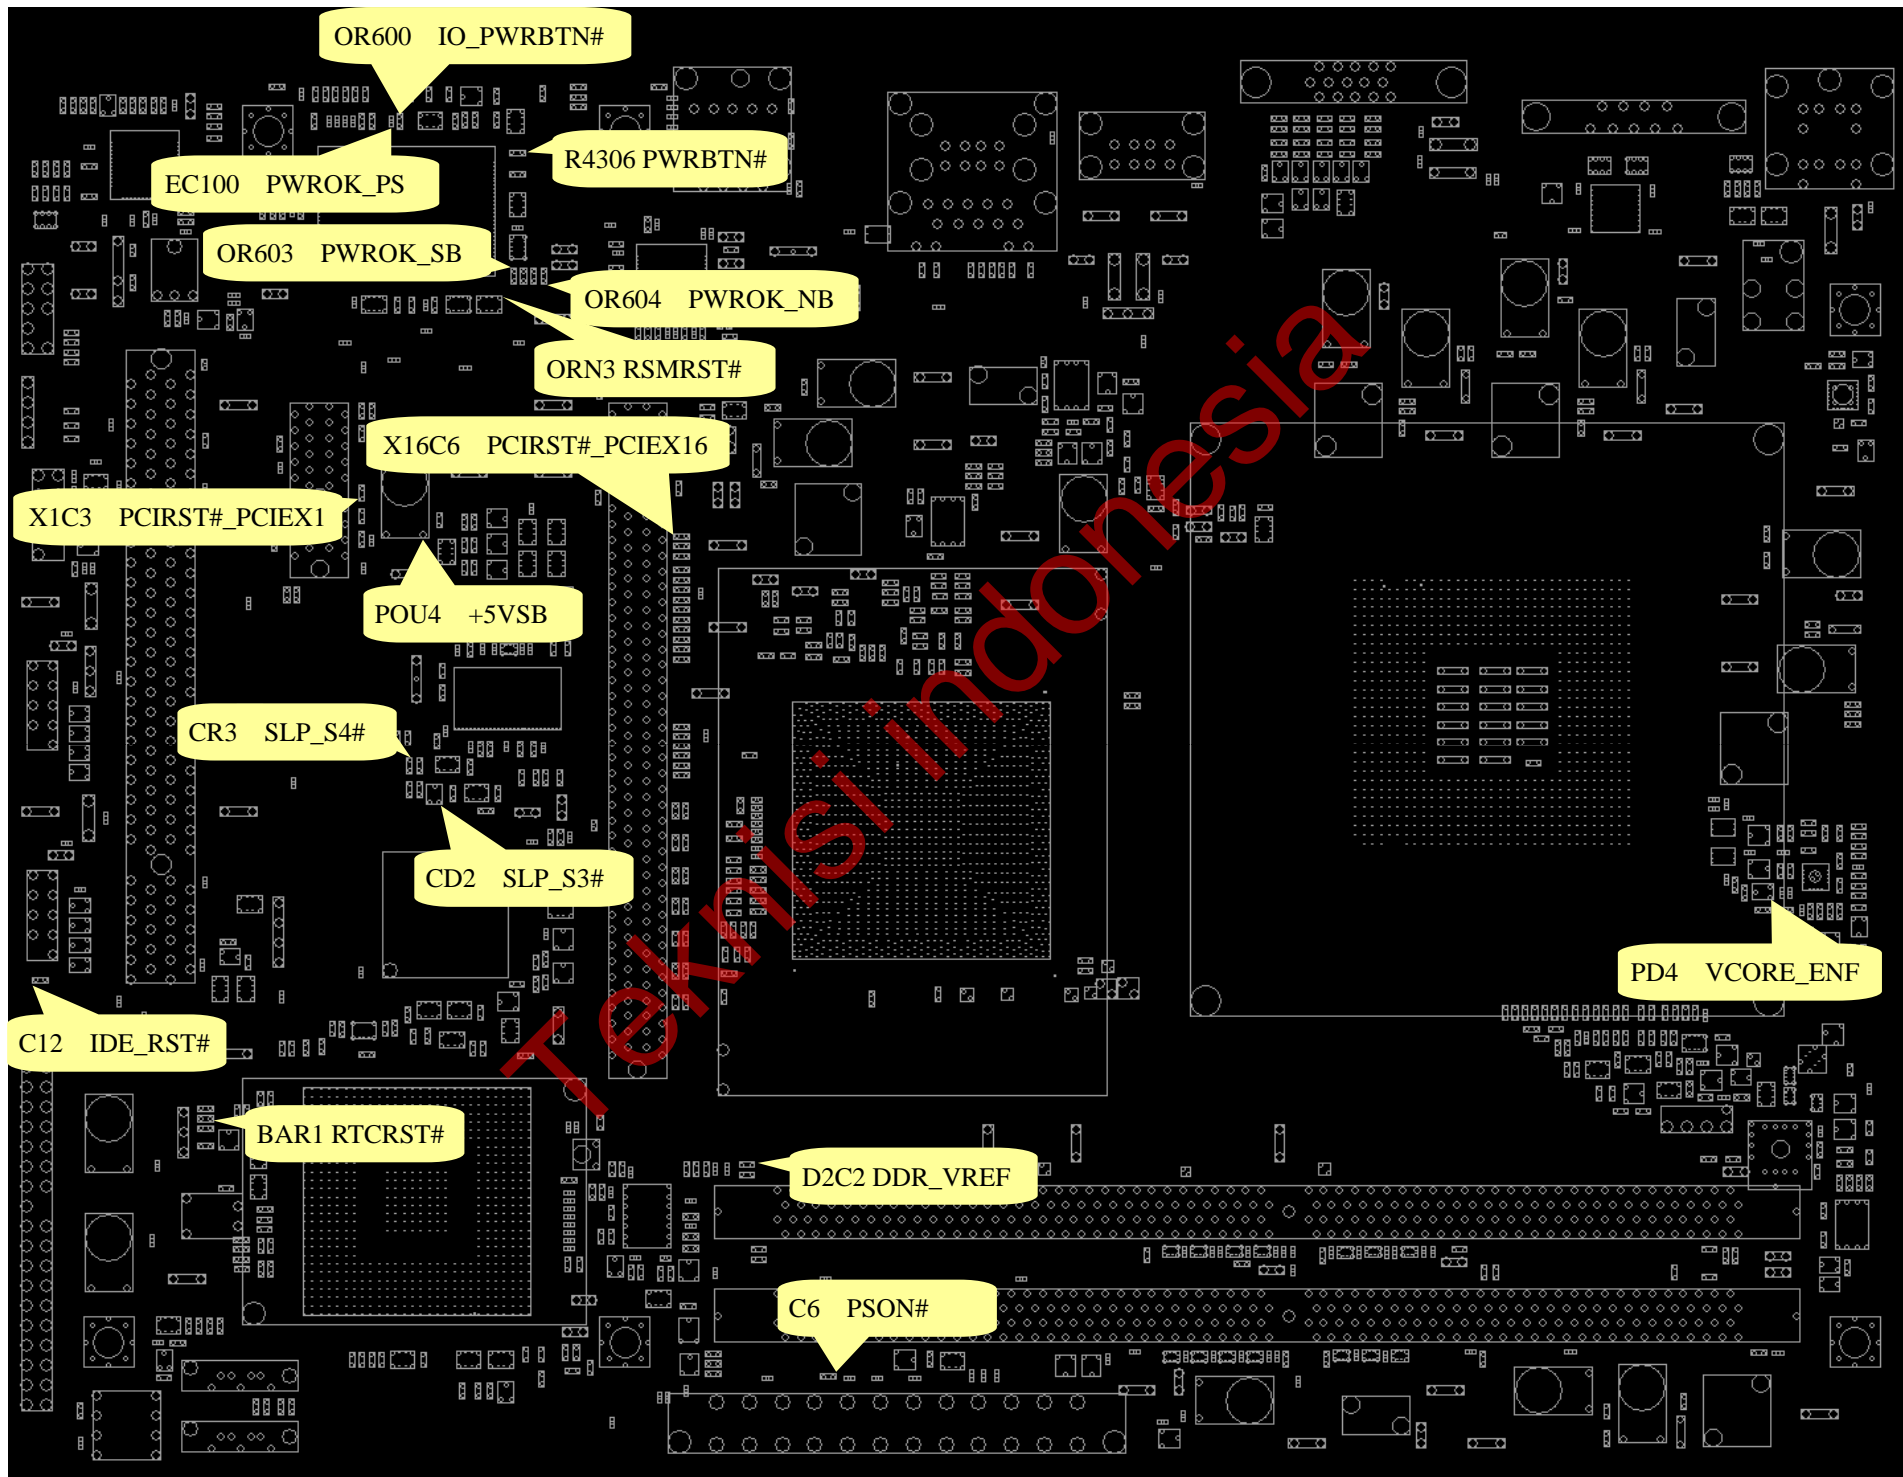 OR600 IO_PWRBTN#
EC100 PWROK_PS
R4306 PWRBTN#
OR603 PWROK_SB
OR604 PWROK_NB
ORN3 RSMRST#
X16C6 PCIRST#_PCIEX16
X1C3 PCIRST#_PCIEX1
POU4 +5VSB
CR3 SLP_S4#
CD2 SLP_S3#
PD4 VCORE_ENF
C12 IDE_RST#
BAR1 RTCRST#
D2C2 DDR_VREF
C6 PSON#
Teknisi indonesia